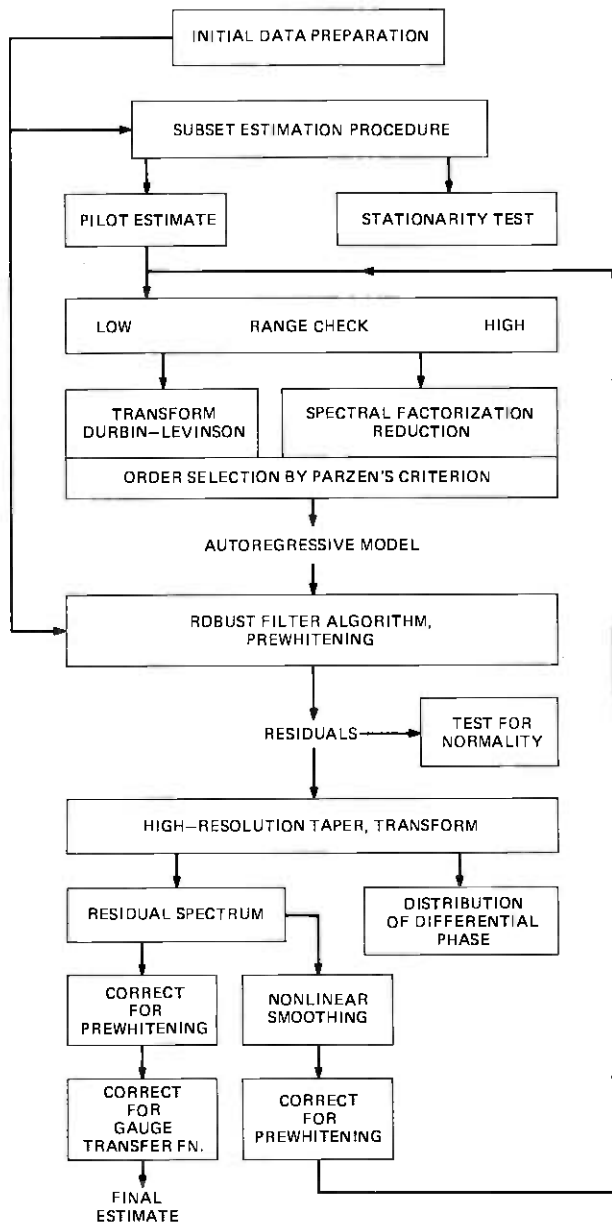 INITIAL DATA PREPARATION
SUBSET ESTIMATION PROCEDURE
PILOT ESTIMATE
STATIONARITY TEST
LOW RANGE CHECK HIGH
TRANSFORM
DURBIN–LEVINSON
SPECTRAL FACTORIZATION
REDUCTION
ORDER SELECTION BY PARZEN'S CRITERION
AUTOREGRESSIVE MODEL
ROBUST FILTER ALGORITHM,
PREWHITENING
RESIDUALS
TEST FOR
NORMALITY
HIGH–RESOLUTION TAPER, TRANSFORM
RESIDUAL SPECTRUM
DISTRIBUTION
OF DIFFERENTIAL
PHASE
CORRECT
FOR
PREWHITENING
NONLINEAR
SMOOTHING
CORRECT
FOR
GAUGE
TRANSFER FN.
CORRECT
FOR
PREWHITENING
FINAL
ESTIMATE